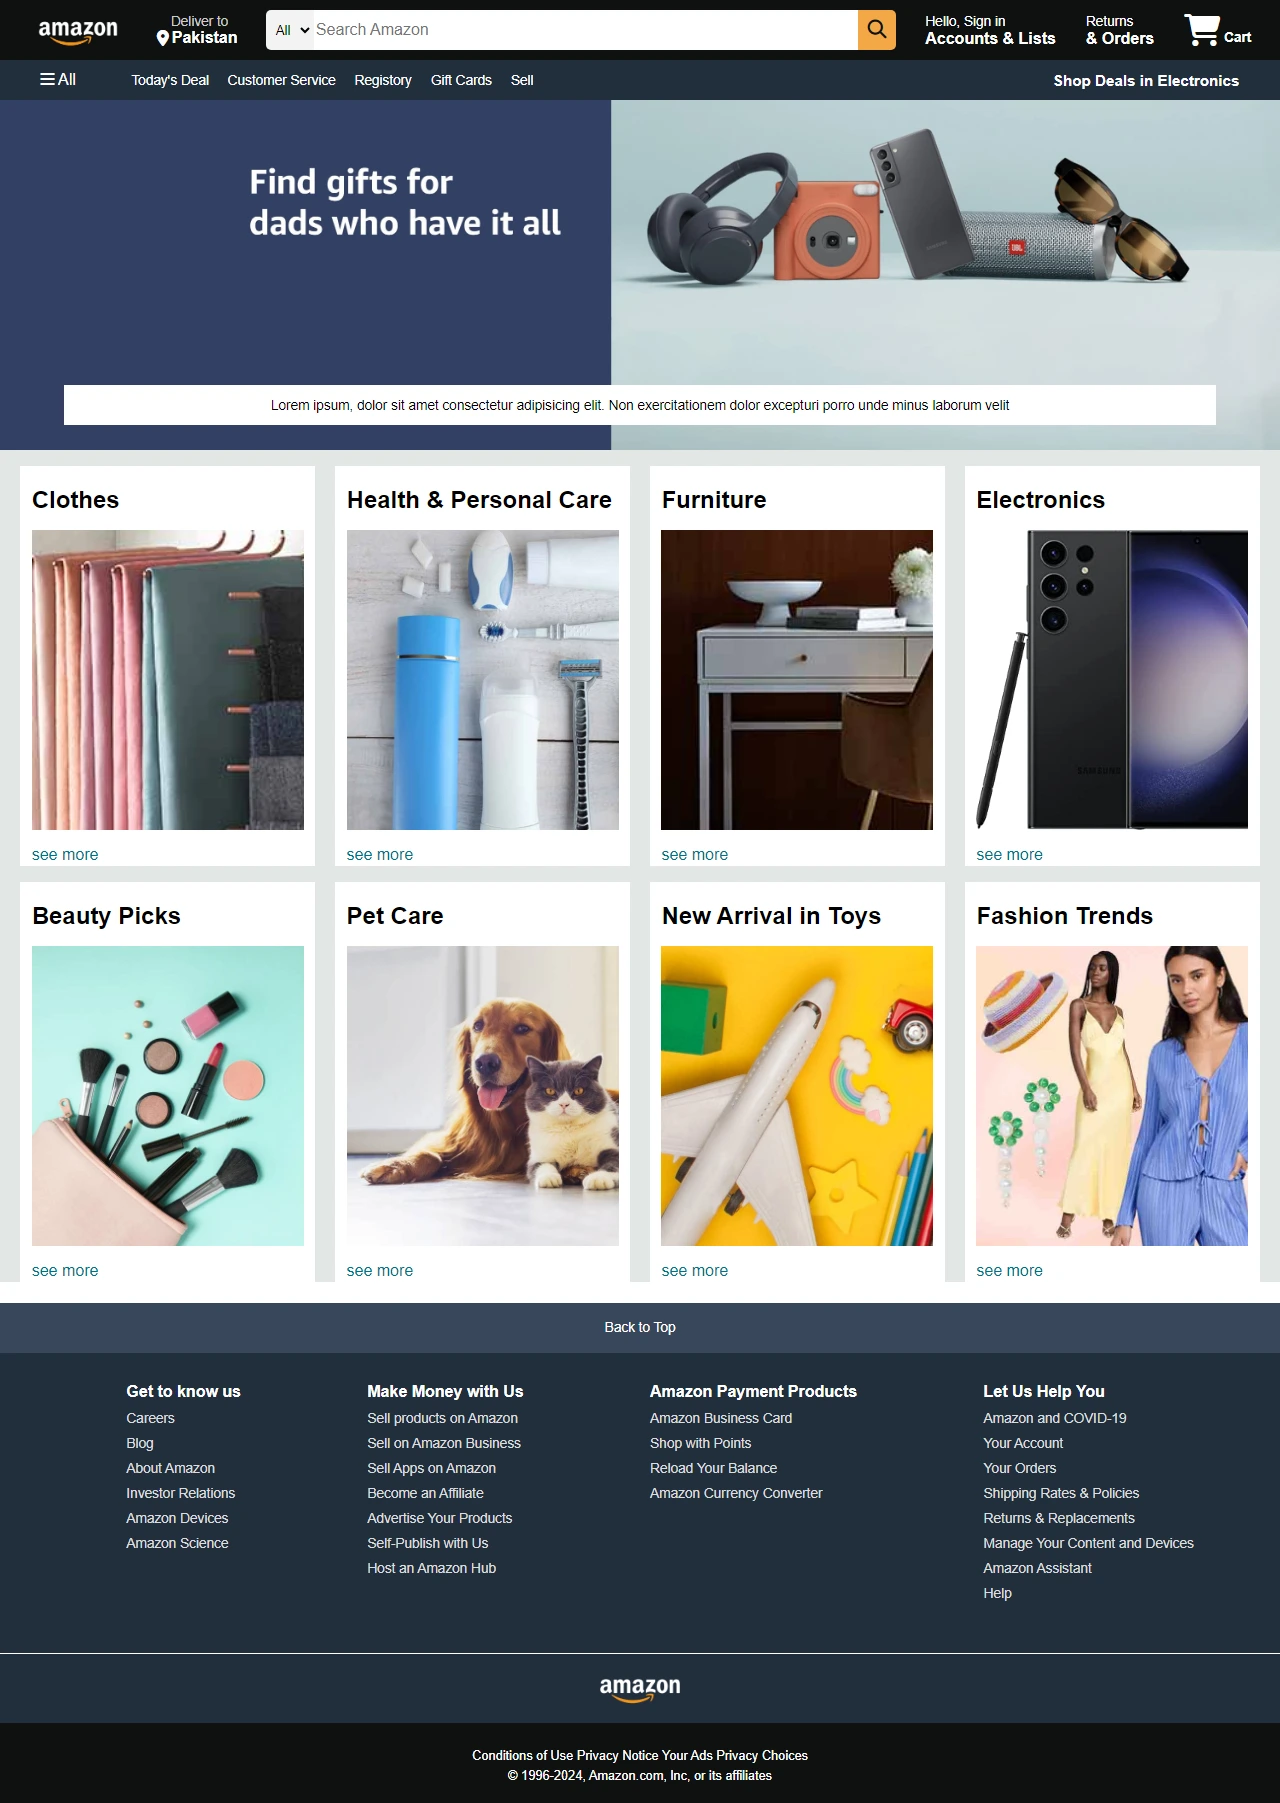 amazon
Deliver to
Pakistan
All
Search Amazon
Hello, Sign in
Accounts & Lists
Returns
& Orders
Cart
All
Today's Deal
Customer Service
Registory
Gift Cards
Sell
Shop Deals in Electronics
Find gifts for
dads who have it all
JBL
SAMSUNG
Lorem ipsum, dolor sit amet consectetur adipisicing elit. Non exercitationem dolor excepturi porro unde minus laborum velit
Clothes
Health & Personal Care
Furniture
Electronics
SAMSUNG
see more
see more
see more
see more
Beauty Picks
Pet Care
New Arrival in Toys
Fashion Trends
see more
see more
see more
see more
Back to Top
Get to know us
Careers
Blog
About Amazon
Investor Relations
Amazon Devices
Amazon Science
Make Money with Us
Sell products on Amazon
Sell on Amazon Business
Sell Apps on Amazon
Become an Affiliate
Advertise Your Products
Self-Publish with Us
Host an Amazon Hub
Amazon Payment Products
Amazon Business Card
Shop with Points
Reload Your Balance
Amazon Currency Converter
Let Us Help You
Amazon and COVID-19
Your Account
Your Orders
Shipping Rates & Policies
Returns & Replacements
Manage Your Content and Devices
Amazon Assistant
Help
amazon
Conditions of Use Privacy Notice Your Ads Privacy Choices
© 1996-2024, Amazon.com, Inc, or its affiliates